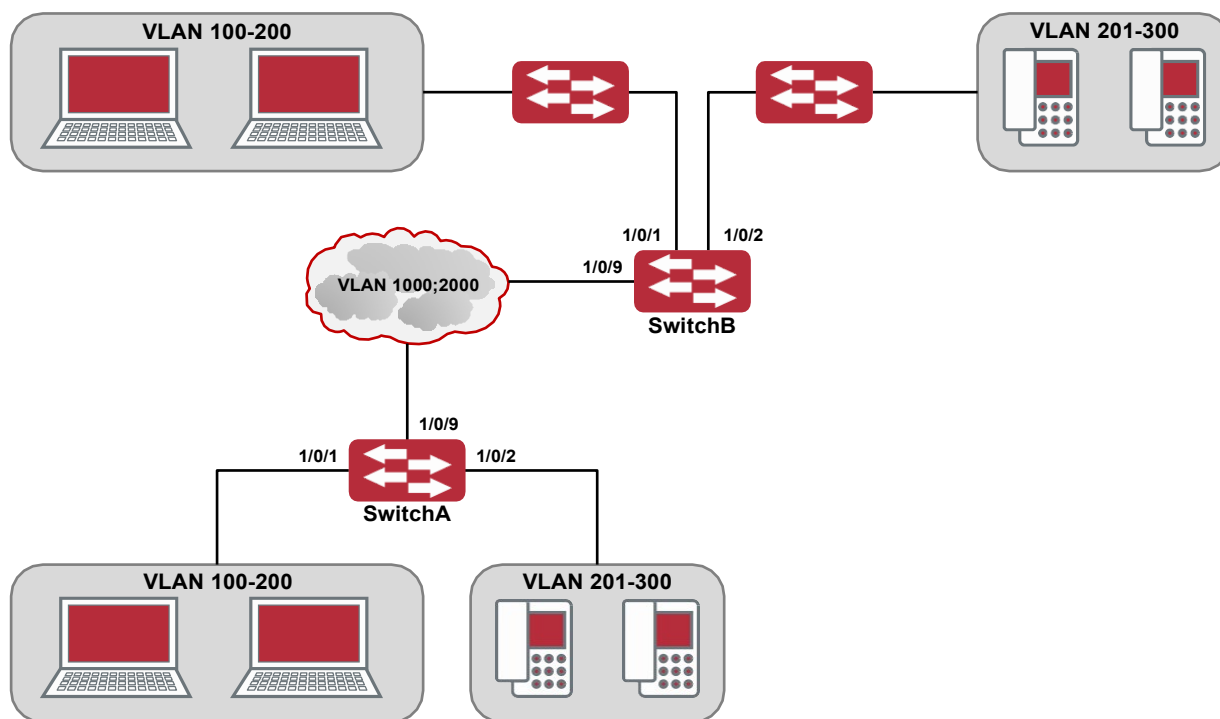 VLAN 100-200
VLAN 201-300
1/0/1
1/0/2
1/0/9
VLAN 1000;2000
SwitchB
1/0/9
1/0/1
1/0/2
SwitchA
VLAN 100-200
VLAN 201-300